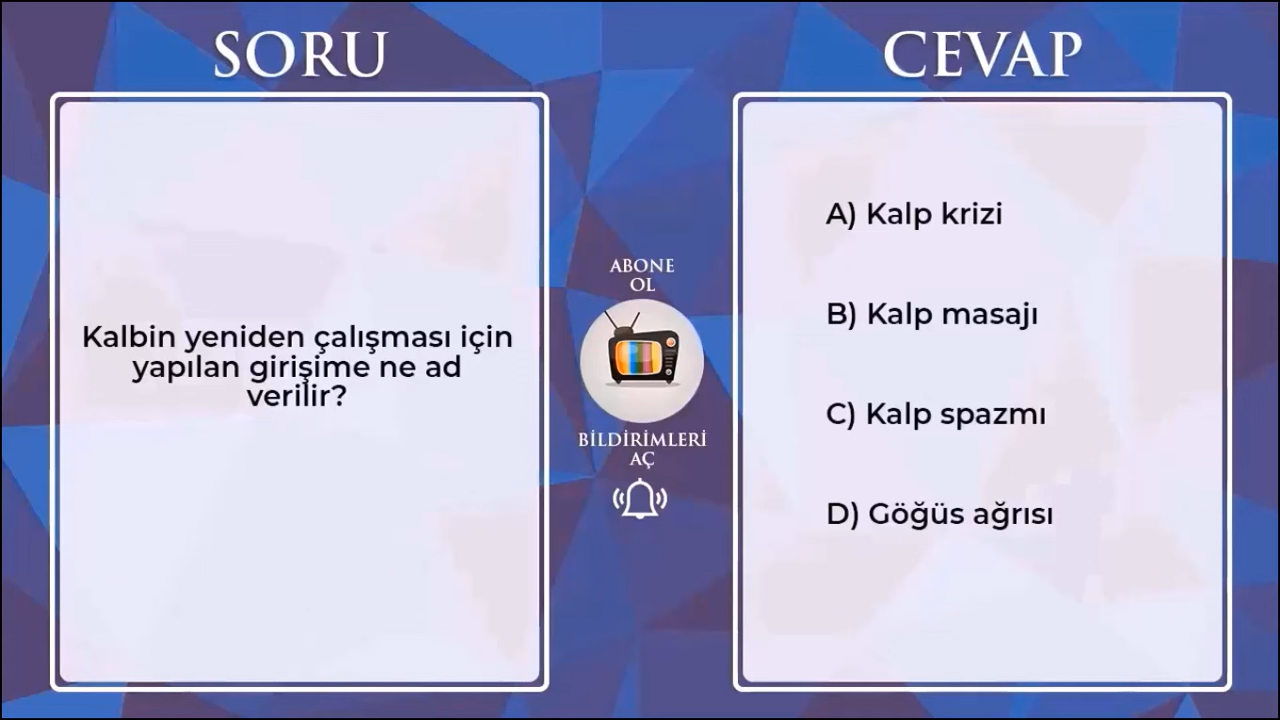 SORU
Kalbin yeniden çalışması için
yapılan girişime ne ad
verilir?
ABONE
OL
BİLDİRİMLERİ
AÇ
CEVAP
A) Kalp krizi
B) Kalp masajı
C) Kalp spazmı
D) Göğüs ağrısı